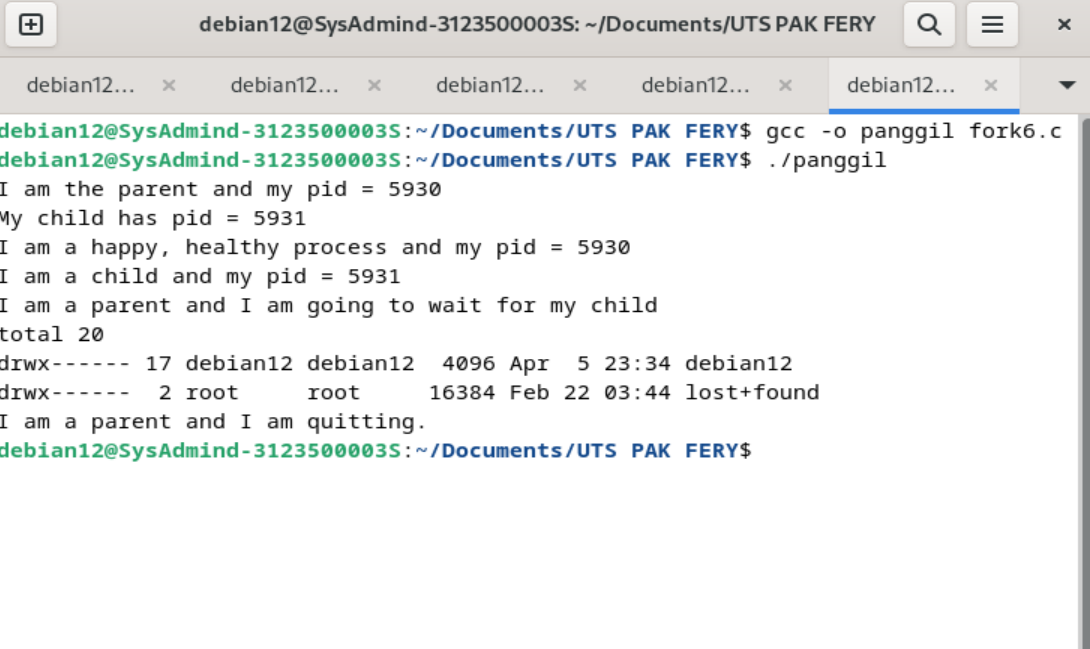 debian12@SysAdmind-3123500003S: ~/Documents/UTS PAK FERY
debian12... debian12... debian12... debian12... debian12...
debian12@SysAdmind-3123500003S:~/Documents/UTS PAK FERY$ gcc -o panggil fork6.c
debian12@SysAdmind-3123500003S:~/Documents/UTS PAK FERY$ ./panggil
I am the parent and my pid = 5930
My child has pid = 5931
I am a happy, healthy process and my pid = 5930
I am a child and my pid = 5931
I am a parent and I am going to wait for my child
total 20
drwx------ 17 debian12 debian12  4096 Apr  5 23:34 debian12
drwx------  2 root     root     16384 Feb 22 03:44 lost+found
I am a parent and I am quitting.
debian12@SysAdmind-3123500003S:~/Documents/UTS PAK FERY$